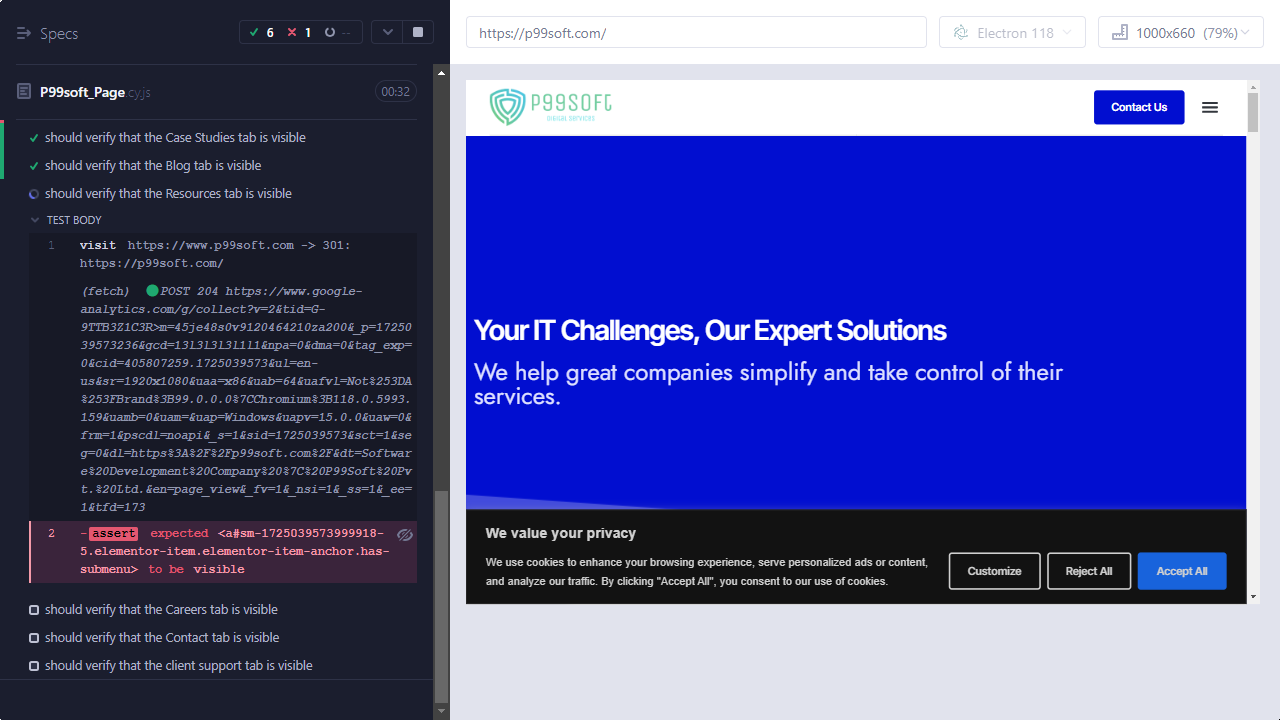 Specs
6
1
--
P99soft_Page.cy.js
00:32
should verify that the Case Studies tab is visible
should verify that the Blog tab is visible
should verify that the Resources tab is visible
TEST BODY
1 visit https://www.p99soft.com -> 301:
https://p99soft.com/
(fetch) POST 204 https://www.google-
analytics.com/g/collect?v=2&tid=G-
9TTB3Z1C3R>m=45je48s0v9120464210za200&_p=17250
39573236&gcd=13l3l3l3l1l1&npa=0&dma=0&tag_exp=
0&cid=405807259.1725039573&ul=en-
us&sr=1920x1080&uaa=x86&uab=64&uafvl=Not%253DA
%253FBrand%3B99.0.0.0%7CChromium%3B118.0.5993.
159&uamb=0&uam=&uap=Windows&uapv=15.0.0&uaw=0&
frm=1&pscdl=noapi&_s=1&sid=1725039573&sct=1&se
g=0&dl=https%3A%2F%2Fp99soft.com%2F&dt=Softwar
e%20Development%20Company%20%7C%20P99Soft%20Pv
t.%20Ltd.&en=page_view&_fv=1&_nsi=1&_ss=1&_ee=
1&tfd=173
2 -assert expected <a#sm-1725039573999918-
5.elementor-item.elementor-item-anchor.has-
submenu> to be visible
should verify that the Careers tab is visible
should verify that the Contact tab is visible
should verify that the client support tab is visible
https://p99soft.com/
Electron 118
1000x660 (79%)
P99SOFT
DIGITAL SERVICES
Contact Us
Your IT Challenges, Our Expert Solutions
We help great companies simplify and take control of their
services.
We value your privacy
We use cookies to enhance your browsing experience, serve personalized ads or content,
and analyze our traffic. By clicking "Accept All", you consent to our use of cookies.
Customize
Reject All
Accept All